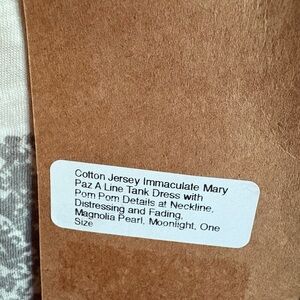 Cotton Jersey Immaculate Mary
Paz A Line Tank Dress with
Pom Pom Details at Neckline,
Distressing and Fading,
Magnolia Pearl, Moonlight, One
Size